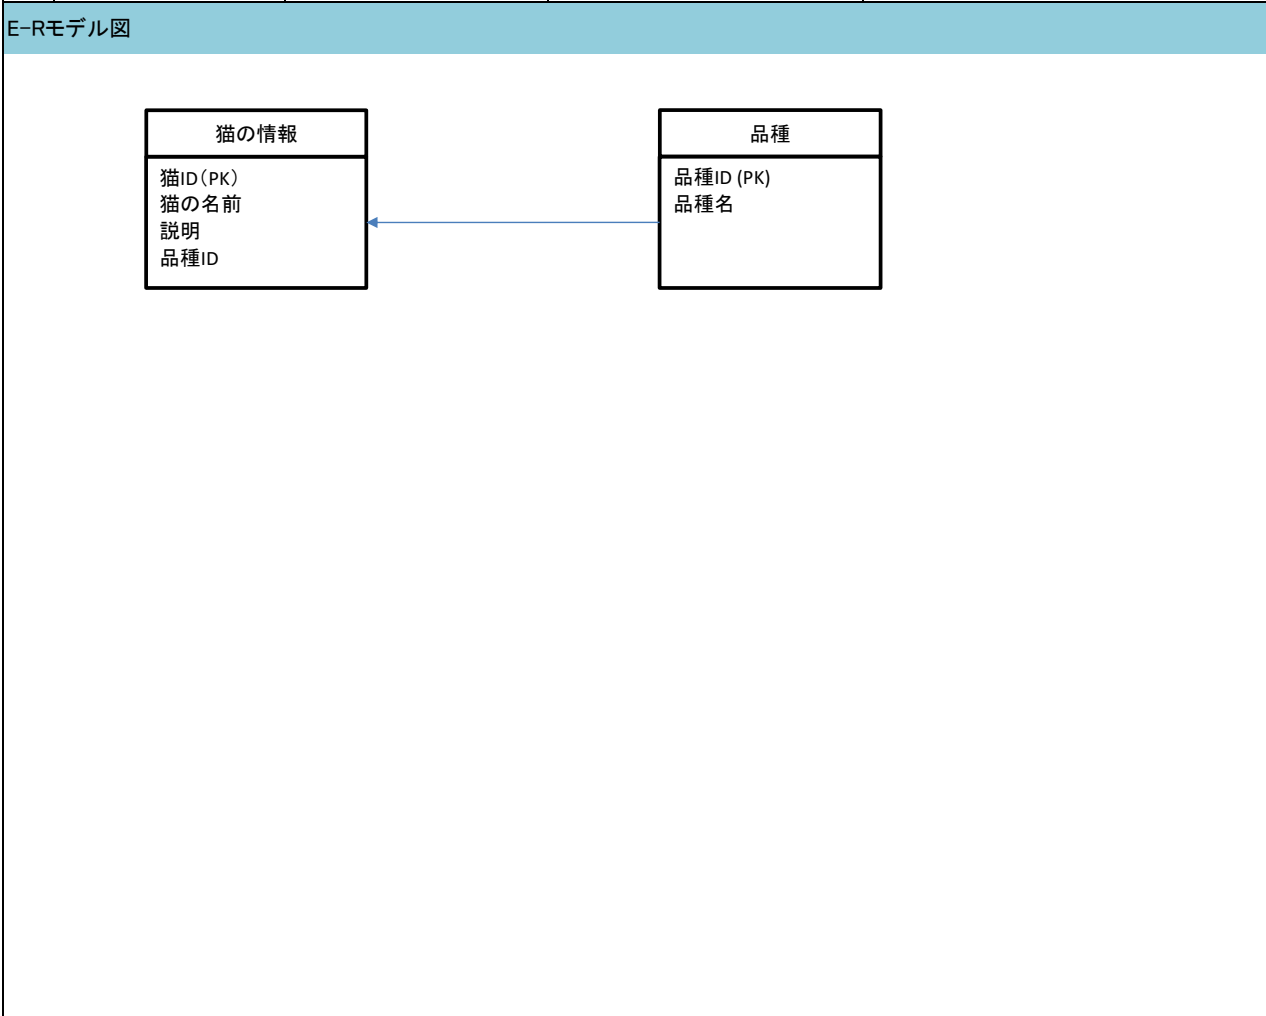 E-Rモデル図
猫の情報
猫ID（PK）
猫の名前
説明
品種ID
品種
品種ID (PK)
品種名